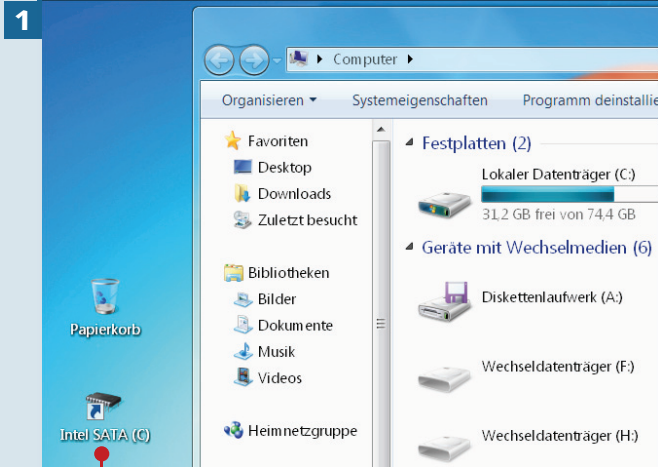 1
Computer
Organisieren Systemeigenschaften Programm deinstallie
Favoriten
Desktop
Downloads
Zuletzt besucht
Bibliotheken
Bilder
Dokumente
Musik
Videos
Heimnetzgruppe
Festplatten (2)
Lokaler Datenträger (C:)
31,2 GB frei von 74,4 GB
Geräte mit Wechselmedien (6)
Diskettenlaufwerk (A:)
Wechseldatenträger (F:)
Wechseldatenträger (H:)
Papierkorb
Intel SATA (C)